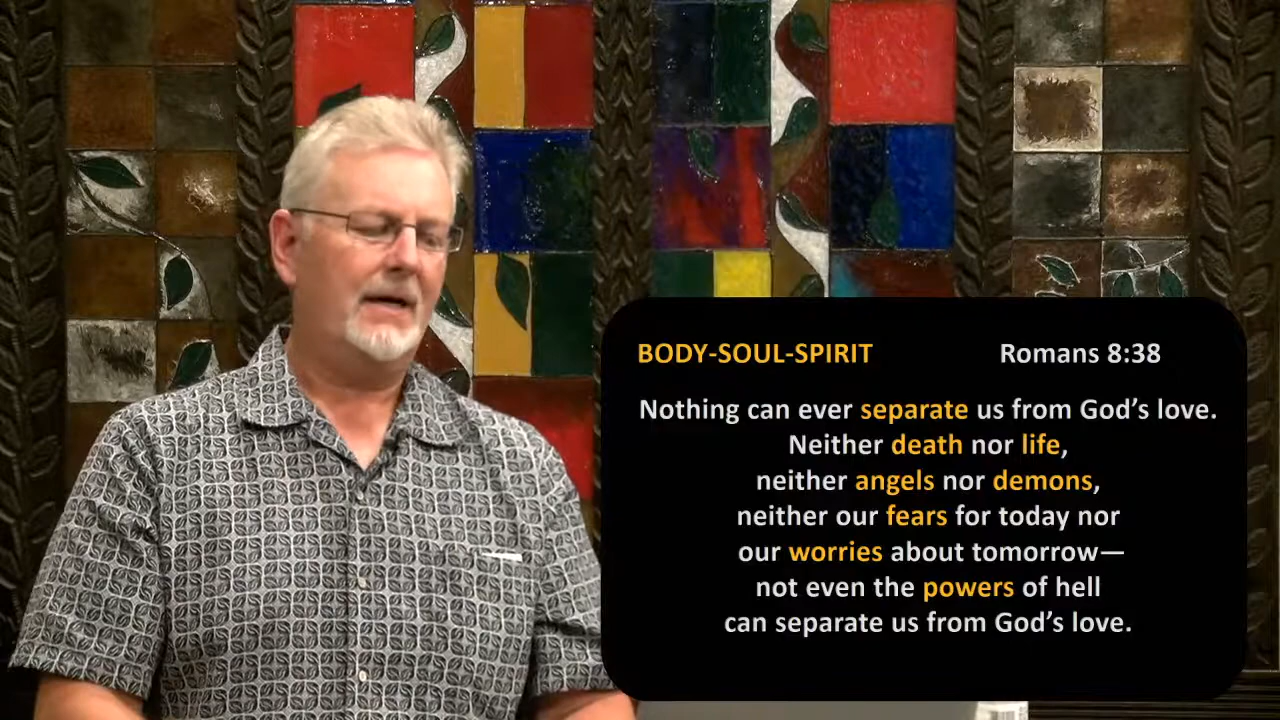 BODY-SOUL-SPIRIT Romans 8:38
Nothing can ever separate us from God’s love.
Neither death nor life,
neither angels nor demons,
neither our fears for today nor
our worries about tomorrow—
not even the powers of hell
can separate us from God’s love.